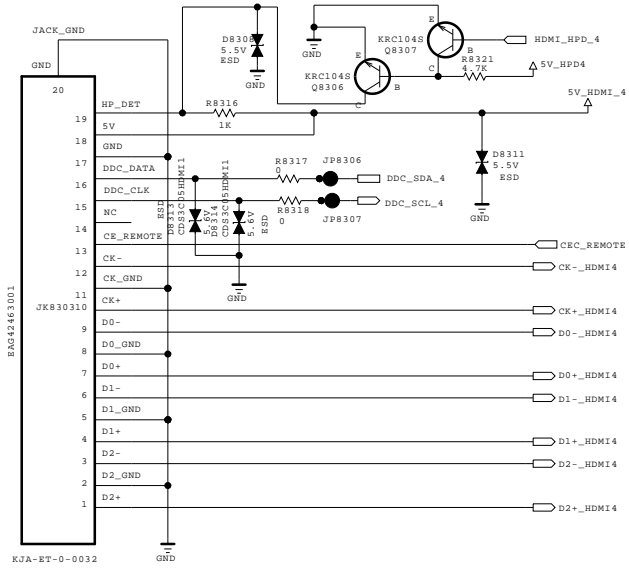 JACK_GND
GND
20
JK830310
EAG42463001
KJA-ET-0-0032
D8308
5.5V
ESD
GND
GND
KRC104S
Q8306
E
B
C
KRC104S
Q8307
E
B
C
HDMI_HPD_4
R8321
4.7K
5V_HPD4
5V_HDMI_4
19
HP_DET
R8316
1K
18
5V
17
GND
D8311
5.5V
ESD
GND
16
DDC_DATA
R8317
0
JP8306
DDC_SDA_4
15
DDC_CLK
R8318
0
JP8307
DDC_SCL_4
ESD
D8313
CDS3C05HDMI1
5.6V
D8314
CDS3C05HDMI1
5.6V
ESD
GND
14
NC
13
CE_REMOTE
CEC_REMOTE
12
CK-
CK-_HDMI4
11
CK_GND
10
CK+
CK+_HDMI4
9
D0-
D0-_HDMI4
8
D0_GND
7
D0+
D0+_HDMI4
6
D1-
D1-_HDMI4
5
D1_GND
4
D1+
D1+_HDMI4
3
D2-
D2-_HDMI4
2
D2_GND
1
D2+
D2+_HDMI4
GND